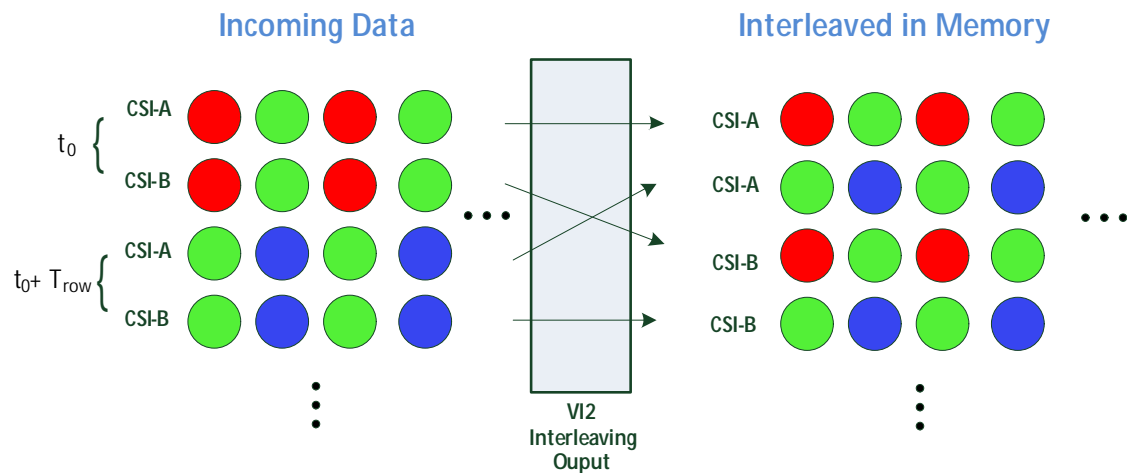 Incoming Data
Interleaved in Memory
CSI-A
t0
CSI-B
CSI-A
t0+ Trow
CSI-B
CSI-A
CSI-A
CSI-B
CSI-B
VI2
Interleaving
Ouput